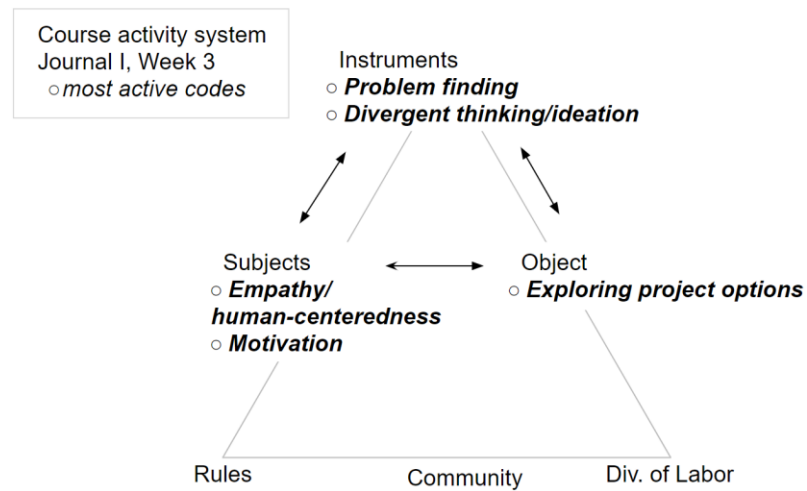 Course activity system
Journal I, Week 3
○ most active codes
Instruments
○ Problem finding
○ Divergent thinking/ideation
Subjects
○ Empathy/
human-centeredness
○ Motivation
Object
○ Exploring project options
Rules
Community
Div. of Labor